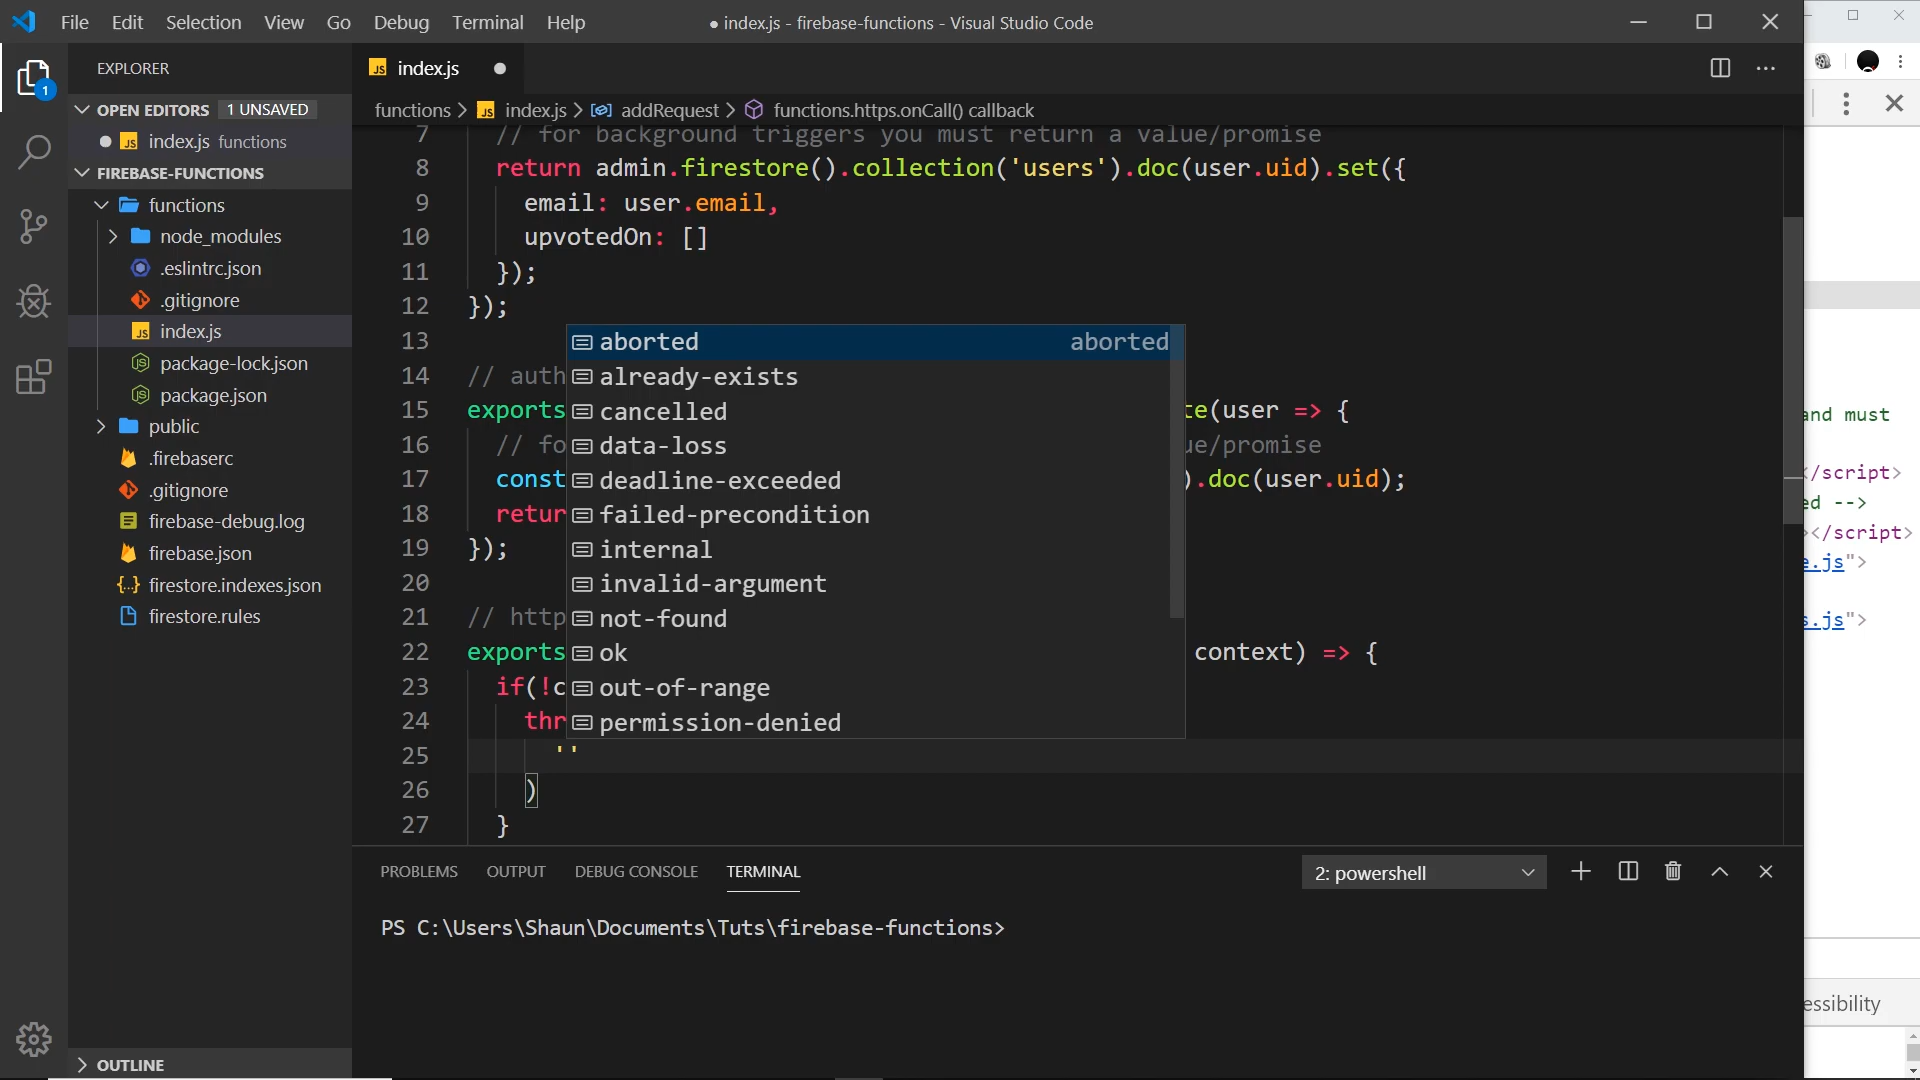 File Edit Selection View Go Debug Terminal Help
● index.js - firebase-functions - Visual Studio Code
EXPLORER
OPEN EDITORS 1 UNSAVED
index.js functions
FIREBASE-FUNCTIONS
functions
node_modules
.eslintrc.json
.gitignore
index.js
package-lock.json
package.json
public
.firebaserc
.gitignore
firebase-debug.log
firebase.json
firestore.indexes.json
firestore.rules
OUTLINE
1
JS index.js
functions > JS index.js > addRequest > functions.https.onCall() callback
7 // for background triggers you must return a value/promise
8 return admin.firestore().collection('users').doc(user.uid).set({
9 email: user.email,
10 upvotedOn: []
11 });
12 });
13
14 // auth
15 exports te(user => {
16 // fo ue/promise
17 const ).doc(user.uid);
18 retur
19 });
20
21 // http
22 exports context) => {
23 if(!c
24 thr
25 ''
26 )
27 }
aborted aborted
already-exists
cancelled
data-loss
deadline-exceeded
failed-precondition
internal
invalid-argument
not-found
ok
out-of-range
permission-denied
PROBLEMS OUTPUT DEBUG CONSOLE TERMINAL
2: powershell
PS C:\Users\Shaun\Documents\Tuts\firebase-functions>
and must
</script>
ed -->
></script>
e.js">
s.js">
essibility